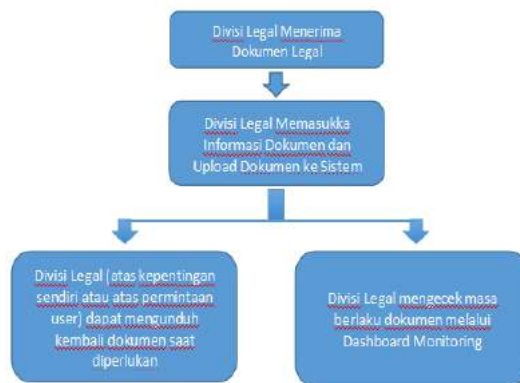 Divisi Legal Menerima
Dokumen Legal
Divisi Legal Memasukka
Informasi Dokumen dan
Upload Dokumen ke Sistem
Divisi Legal (atas kepentingan
sendiri atau atas permintaan
user) dapat mengunduh
kembali dokumen saat
diperlukan
Divisi Legal mengecek masa
berlaku dokumen melalui
Dashboard Monitoring